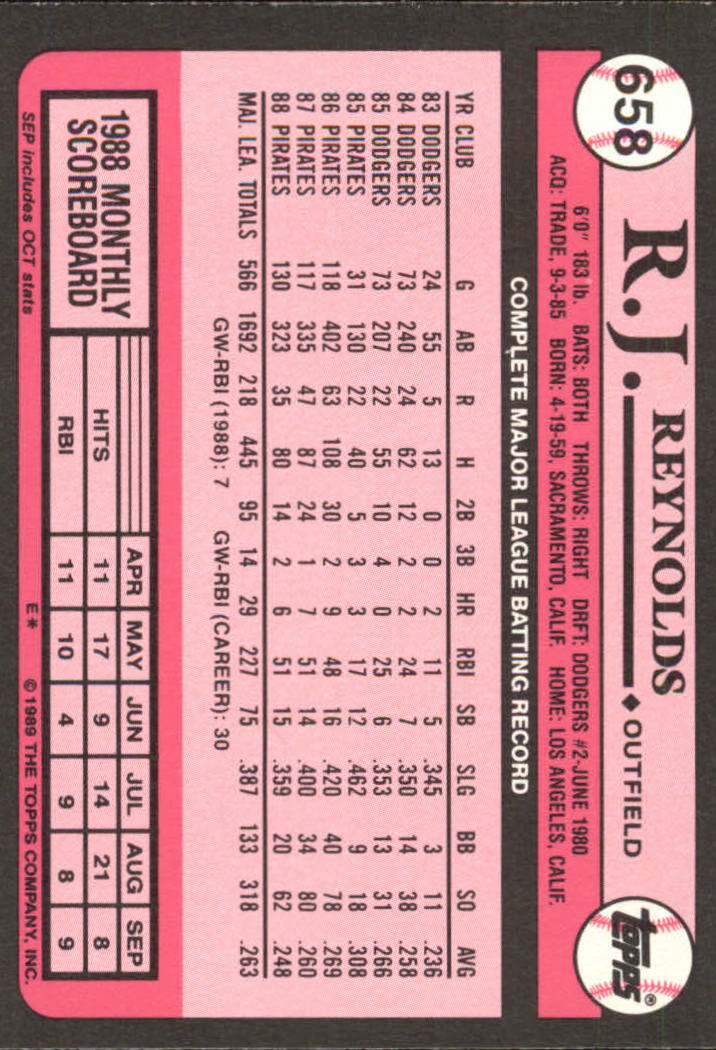 658
R.J. REYNOLDS
◆ OUTFIELD
TOPPS®
6'0" 183 lb. BATS: BOTH THROWS: RIGHT DRFT: DODGERS #2-JUNE 1980
ACQ: TRADE, 9-3-85 BORN: 4-19-59, SACRAMENTO, CALIF. HOME: LOS ANGELES, CALIF.
COMPLETE MAJOR LEAGUE BATTING RECORD
YR CLUB G AB R H 2B 3B HR RBI SB SLG BB SO AVG
83 DODGERS 24 55 5 13 0 0 2 11 5 .345 3 11 .236
84 DODGERS 73 240 24 62 12 2 2 24 7 .350 14 38 .258
85 DODGERS 73 207 22 55 10 4 0 25 6 .353 13 31 .266
85 PIRATES 31 130 22 40 5 3 3 17 12 .462 9 18 .308
86 PIRATES 118 402 63 108 30 2 9 48 16 .420 40 78 .269
87 PIRATES 117 335 47 87 24 1 7 51 14 .400 34 80 .260
88 PIRATES 130 323 35 80 14 2 6 51 15 .359 20 62 .248
MAJ. LEA. TOTALS 566 1692 218 445 95 14 29 227 75 .387 133 318 .263
GW-RBI (1988): 7 GW-RBI (CAREER): 30
1988 MONTHLY
SCOREBOARD
APR MAY JUN JUL AUG SEP
HITS 11 17 9 14 21 8
RBI 11 10 4 9 8 9
SEP includes OCT stats E* © 1989 THE TOPPS COMPANY, INC.